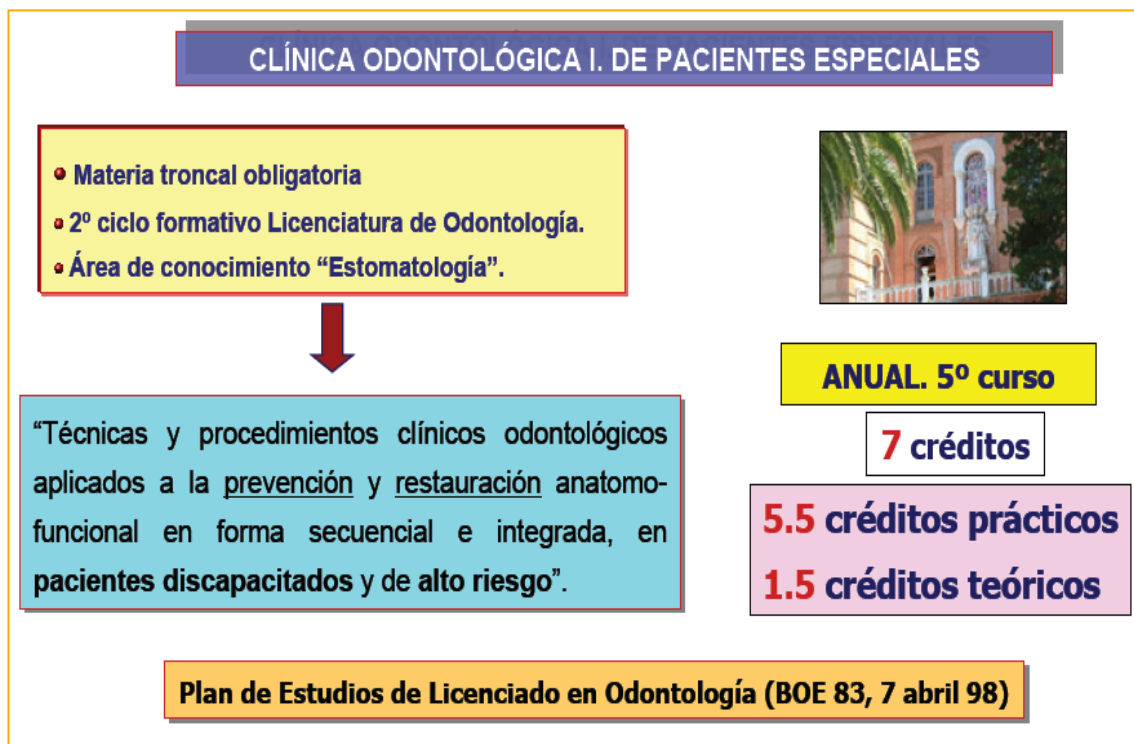 CLÍNICA ODONTOLÓGICA I. DE PACIENTES ESPECIALES
• Materia troncal obligatoria
• 2º ciclo formativo Licenciatura de Odontología.
• Área de conocimiento “Estomatología”.
“Técnicas y procedimientos clínicos odontológicos
aplicados a la prevención y restauración anatomo-
funcional en forma secuencial e integrada, en
pacientes discapacitados y de alto riesgo”.
ANUAL. 5º curso
7 créditos
5.5 créditos prácticos
1.5 créditos teóricos
Plan de Estudios de Licenciado en Odontología (BOE 83, 7 abril 98)